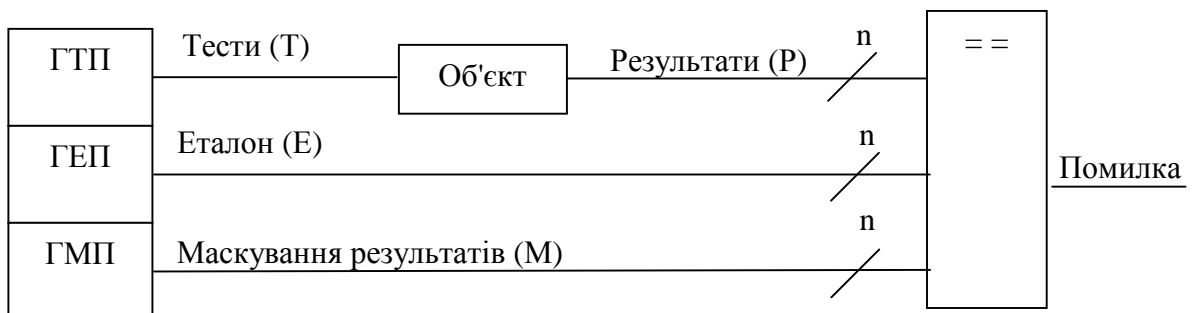 ГТП
Тести (Т)
Об'єкт
Результати (Р)
n
= =
ГЕП
Еталон (Е)
n
Помилка
ГМП
Маскування результатів (М)
n